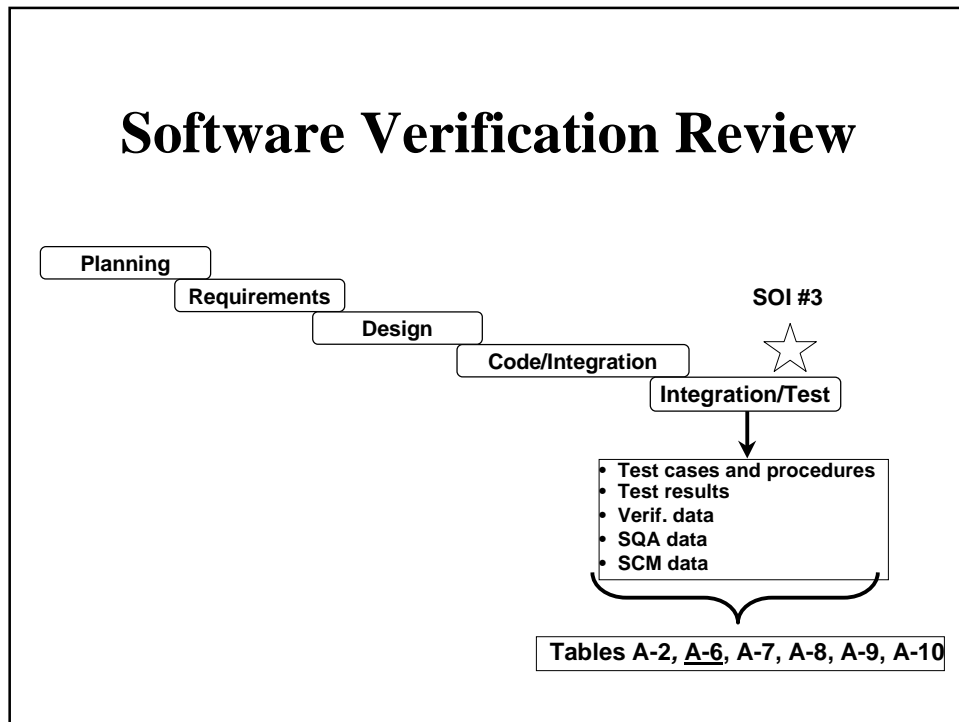 Software Verification Review
Planning
Requirements
SOI #3
Design
Code/Integration
Integration/Test
• Test cases and procedures
• Test results
• Verif. data
• SQA data
• SCM data
Tables A-2, A-6, A-7, A-8, A-9, A-10